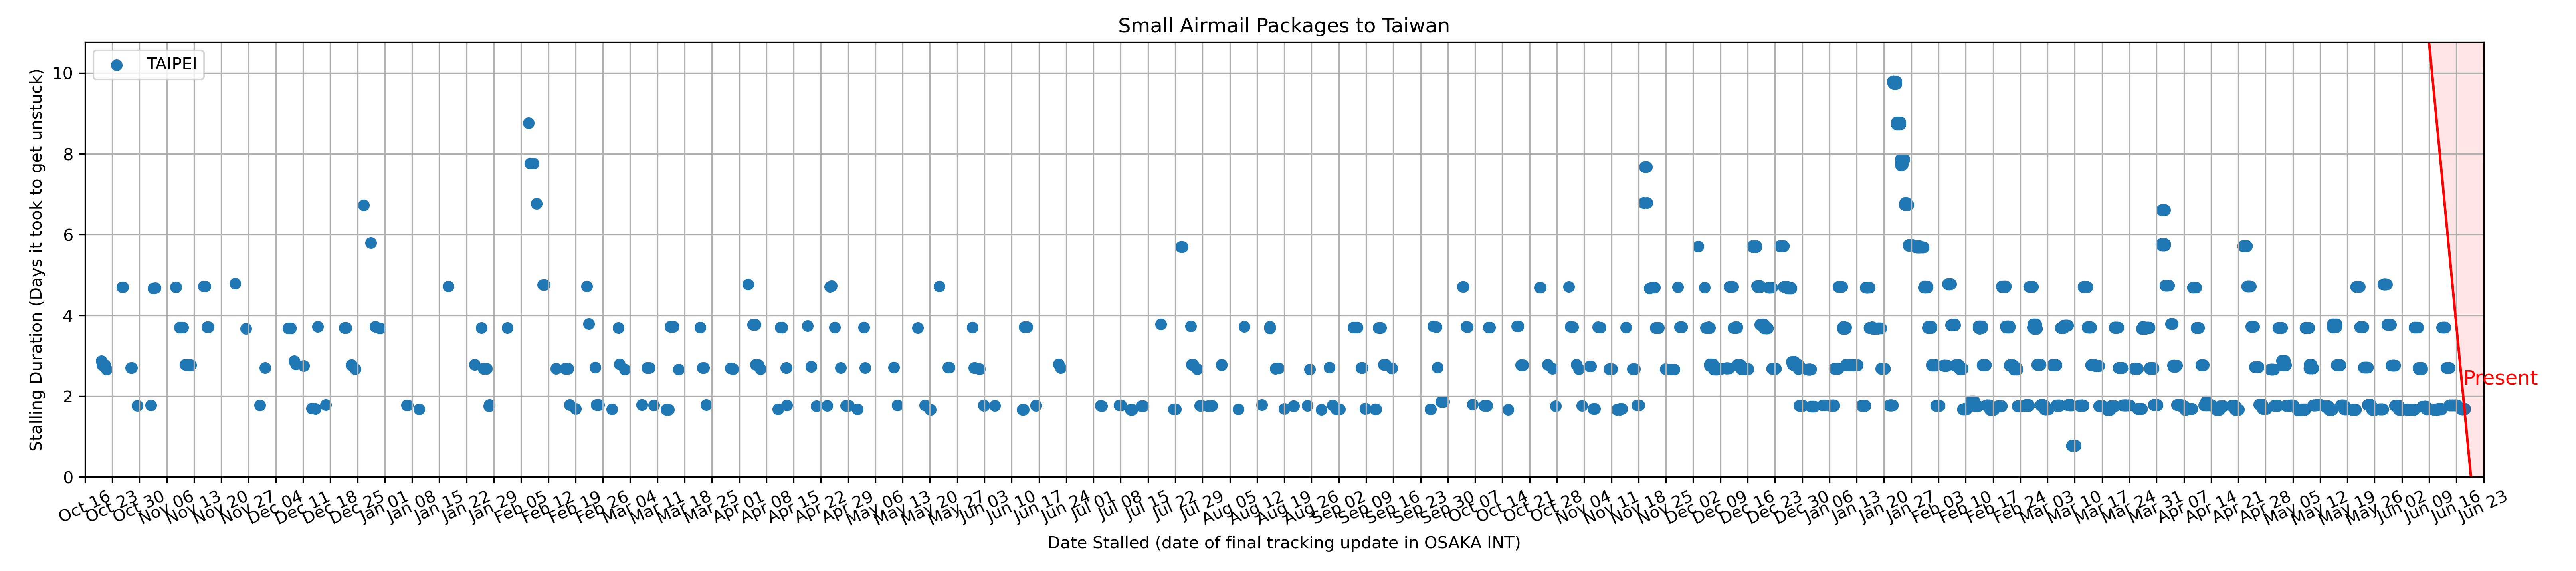 Small Airmail Packages to Taiwan
TAIPEI
Stalling Duration (Days it took to get unstuck)
10
8
6
4
2
0
Present
Oct 16 Oct 23 Oct 30 Nov 06 Nov 13 Nov 20 Nov 27 Dec 04 Dec 11 Dec 18 Dec 25 Jan 01 Jan 08 Jan 15 Jan 22 Jan 29 Feb 05 Feb 12 Feb 19 Feb 26 Mar 04 Mar 11 Mar 18 Mar 25 Apr 01 Apr 08 Apr 15 Apr 22 Apr 29 May 06 May 13 May 20 May 27 Jun 03 Jun 10 Jun 17 Jun 24 Jul 01 Jul 08 Jul 15 Jul 22 Jul 29 Aug 05 Aug 12 Aug 19 Aug 26 Sep 02 Sep 09 Sep 16 Sep 23 Sep 30 Oct 07 Oct 14 Oct 21 Oct 28 Nov 04 Nov 11 Nov 18 Nov 25 Dec 02 Dec 09 Dec 16 Dec 23 Dec 30 Jan 06 Jan 13 Jan 20 Jan 27 Feb 03 Feb 10 Feb 17 Feb 24 Mar 03 Mar 10 Mar 17 Mar 24 Mar 31 Apr 07 Apr 14 Apr 21 Apr 28 May 05 May 12 May 19 May 26 Jun 02 Jun 09 Jun 16 Jun 23
Date Stalled (date of final tracking update in OSAKA INT)